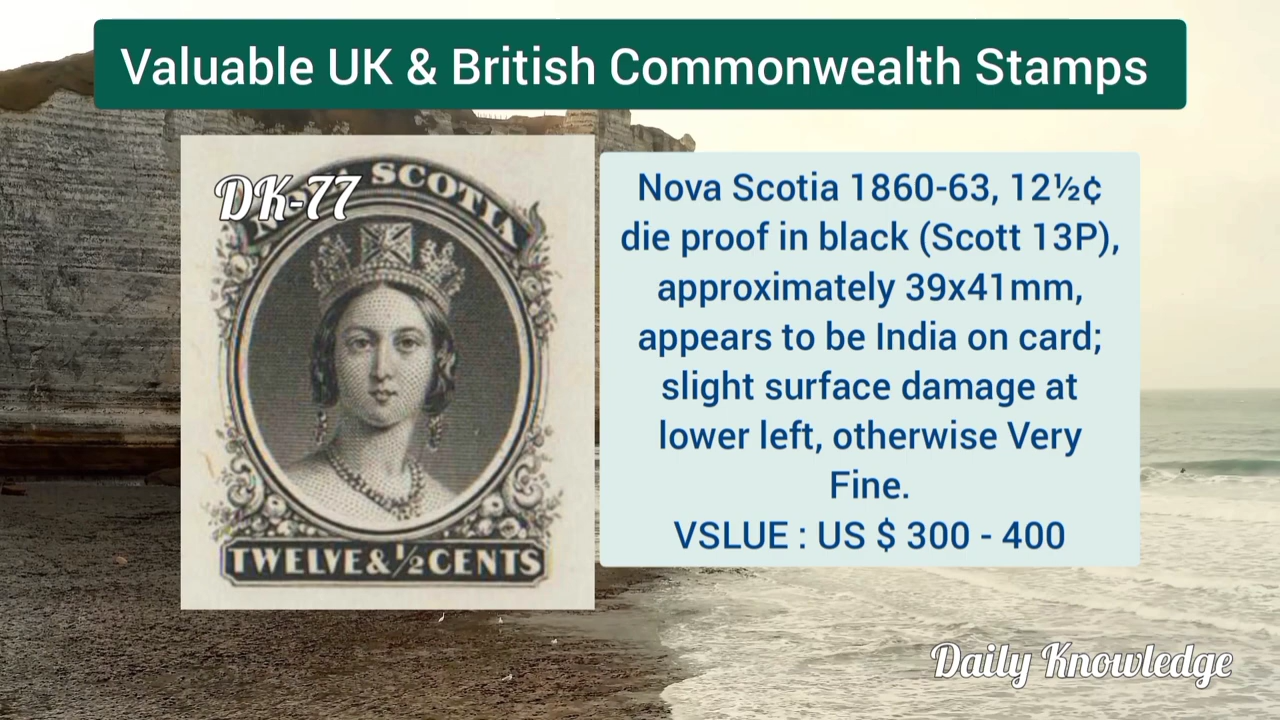 Valuable UK & British Commonwealth Stamps
DK-77
SCOTIA
Nova Scotia 1860-63, 12½¢
die proof in black (Scott 13P),
approximately 39x41mm,
appears to be India on card;
slight surface damage at
lower left, otherwise Very
Fine.
VSLUE : US $ 300 - 400
TWELVE & ½ CENTS
Daily Knowledge